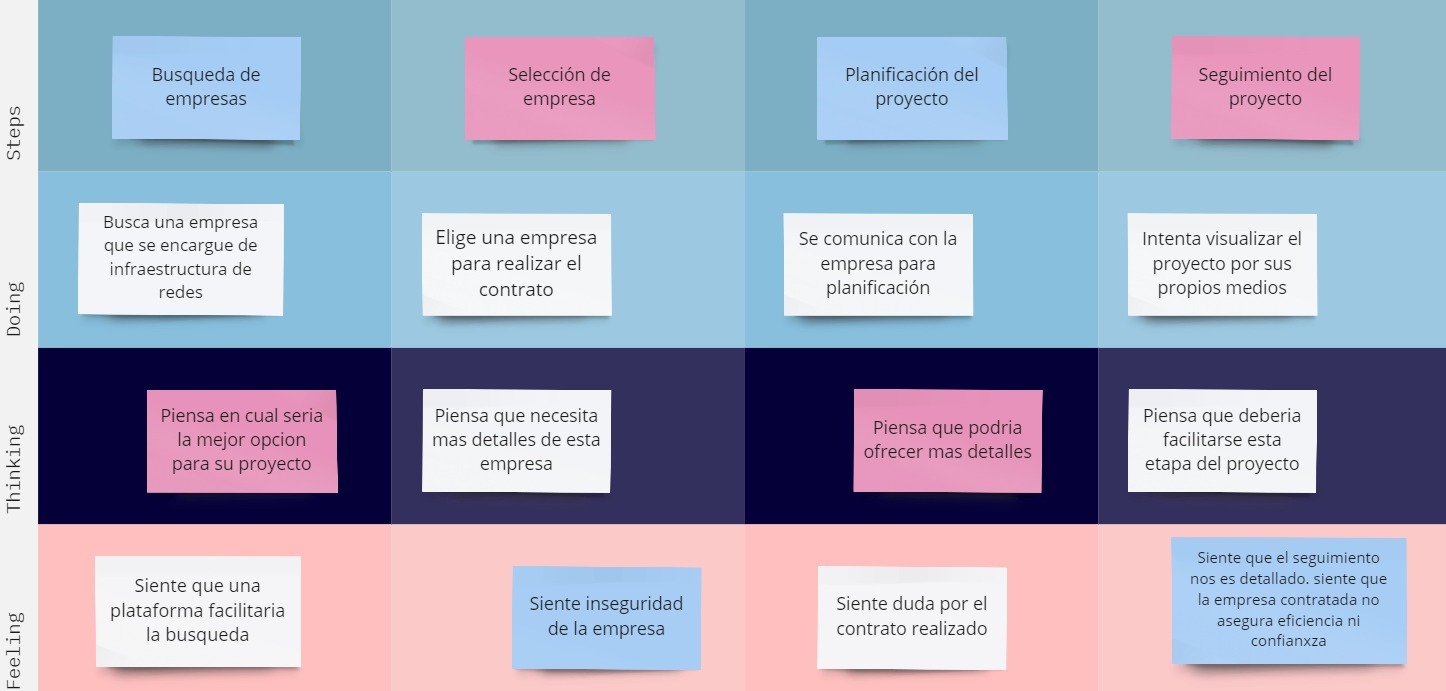 Steps
Busqueda de
empresas
Selección de
empresa
Planificación del
proyecto
Seguimiento del
proyecto
Doing
Busca una empresa
que se encargue de
infraestructura de
redes
Elige una empresa
para realizar el
contrato
Se comunica con la
empresa para
planificación
Intenta visualizar el
proyecto por sus
propios medios
Thinking
Piensa en cual seria
la mejor opcion
para su proyecto
Piensa que necesita
mas detalles de esta
empresa
Piensa que podria
ofrecer mas detalles
Piensa que deberia
facilitarse esta
etapa del proyecto
Feeling
Siente que una
plataforma facilitaria
la busqueda
Siente inseguridad
de la empresa
Siente duda por el
contrato realizado
Siente que el seguimiento
nos es detallado. siente que
la empresa contratada no
asegura eficiencia ni
confianxza